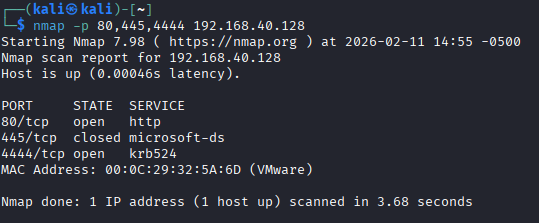 ┌──(kali㉿kali)-[~]
└─$ nmap -p 80,445,4444 192.168.40.128
Starting Nmap 7.98 ( https://nmap.org ) at 2026-02-11 14:55 -0500
Nmap scan report for 192.168.40.128
Host is up (0.00046s latency).

PORT     STATE  SERVICE
80/tcp   open   http
445/tcp  closed microsoft-ds
4444/tcp open   krb524
MAC Address: 00:0C:29:32:5A:6D (VMware)

Nmap done: 1 IP address (1 host up) scanned in 3.68 seconds